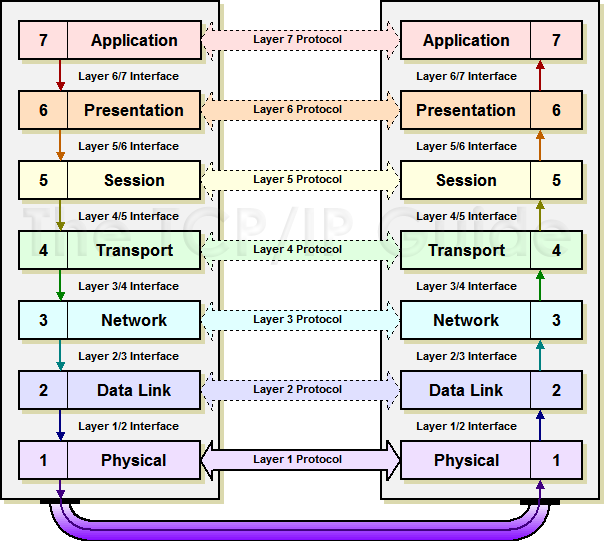 7 Application Layer 7 Protocol Application 7
Layer 6/7 Interface Layer 6/7 Interface
6 Presentation Layer 6 Protocol Presentation 6
Layer 5/6 Interface Layer 5/6 Interface
5 Session Layer 5 Protocol Session 5
Layer 4/5 Interface Layer 4/5 Interface
The TCP/IP Guide
4 Transport Layer 4 Protocol Transport 4
Layer 3/4 Interface Layer 3/4 Interface
3 Network Layer 3 Protocol Network 3
Layer 2/3 Interface Layer 2/3 Interface
2 Data Link Layer 2 Protocol Data Link 2
Layer 1/2 Interface Layer 1/2 Interface
1 Physical Layer 1 Protocol Physical 1